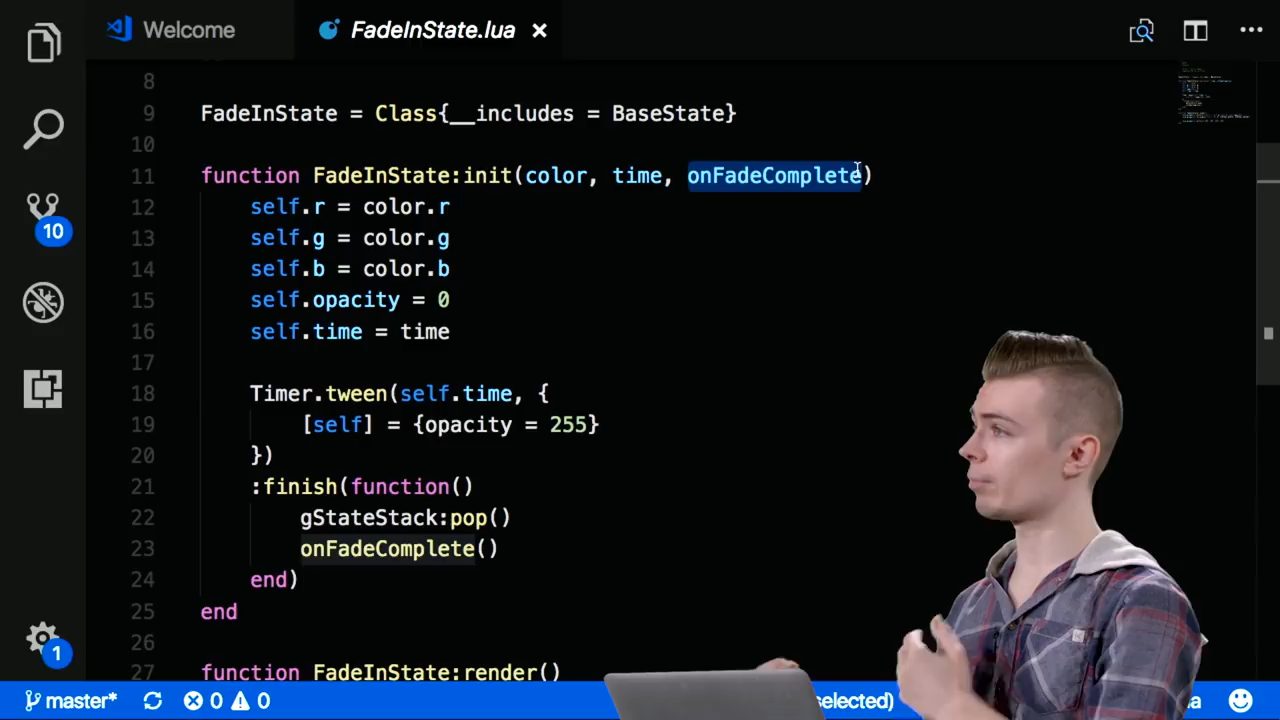 Welcome
FadeInState.lua
8
9 FadeInState = Class{__includes = BaseState}
10
11 function FadeInState:init(color, time, onFadeComplete)
12 self.r = color.r
13 self.g = color.g
14 self.b = color.b
15 self.opacity = 0
16 self.time = time
17
18 Timer.tween(self.time, {
19 [self] = {opacity = 255}
20 })
21 :finish(function()
22 gStateStack:pop()
23 onFadeComplete()
24 end)
25 end
26
27 function FadeInState:render()
10
1
master* 0 0 selected)